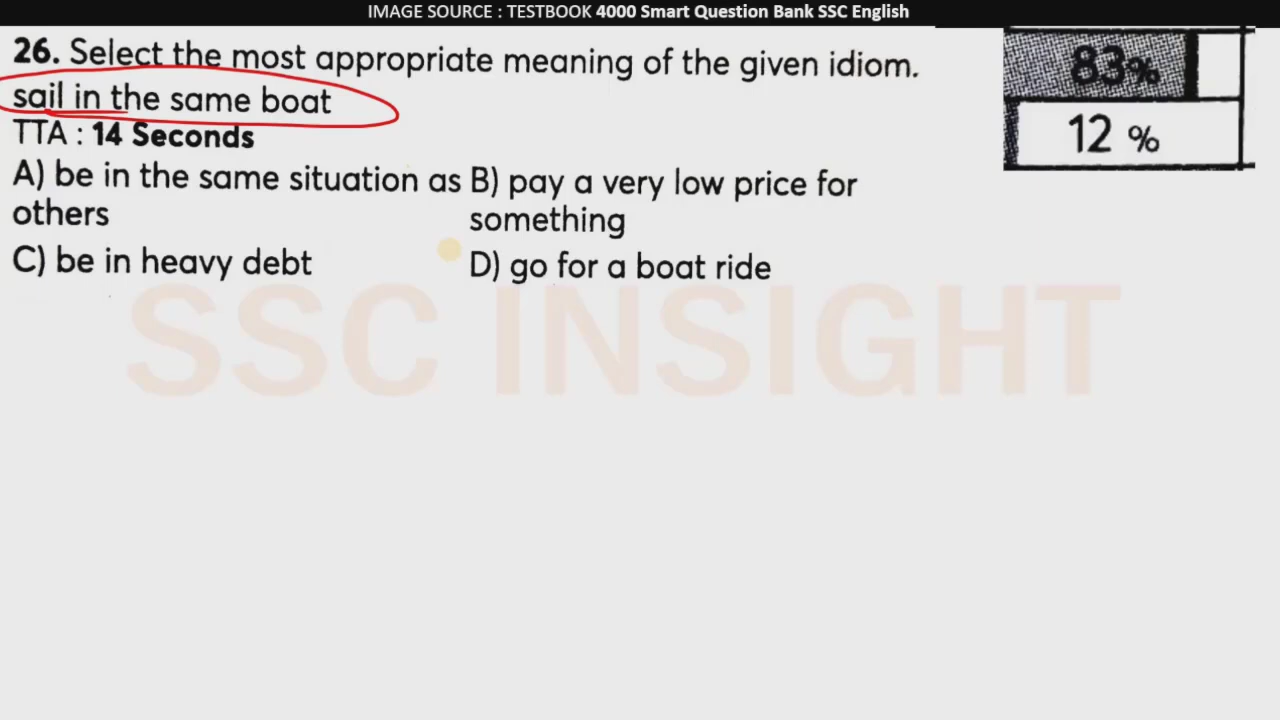 IMAGE SOURCE : TESTBOOK 4000 Smart Question Bank SSC English
26. Select the most appropriate meaning of the given idiom.
83%
sail in the same boat
12 %
TTA : 14 Seconds
A) be in the same situation as B) pay a very low price for
others something
C) be in heavy debt D) go for a boat ride
SSC INSIGHT